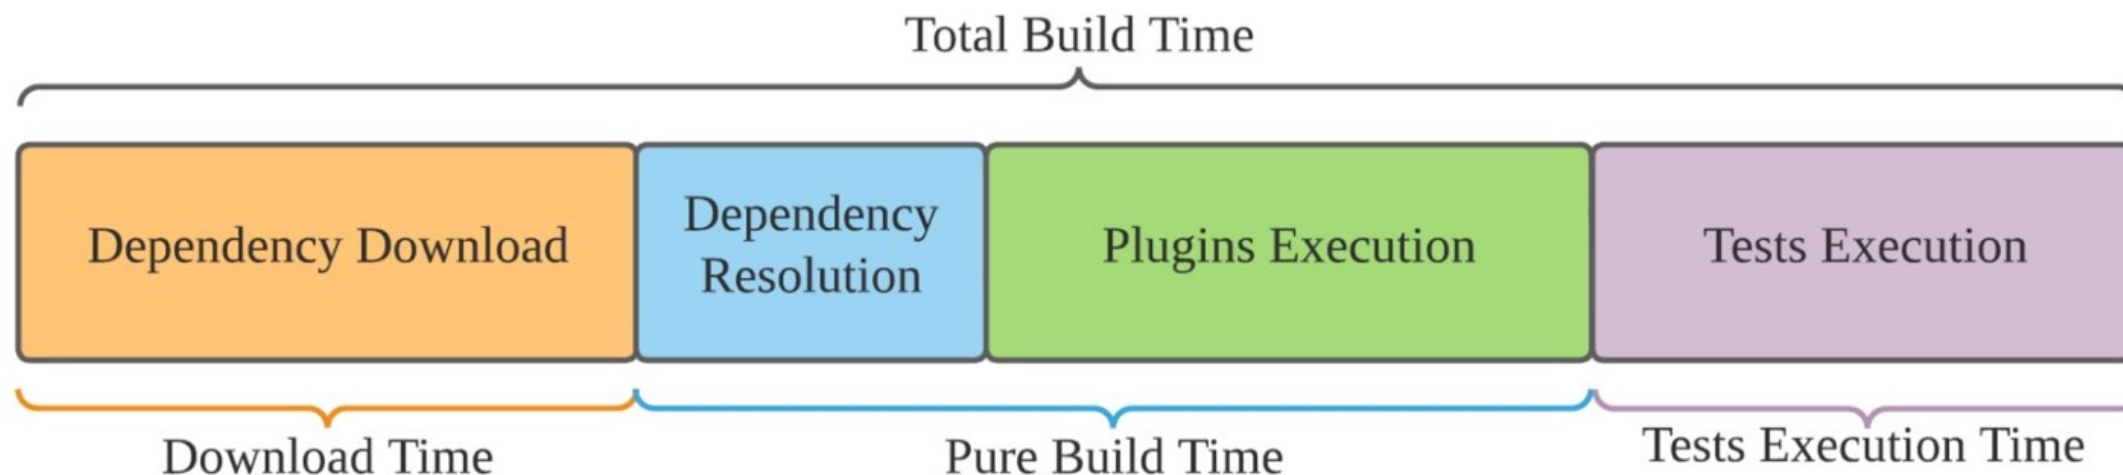 Total Build Time
Dependency Download
Dependency
Resolution
Plugins Execution
Tests Execution
Download Time
Pure Build Time
Tests Execution Time